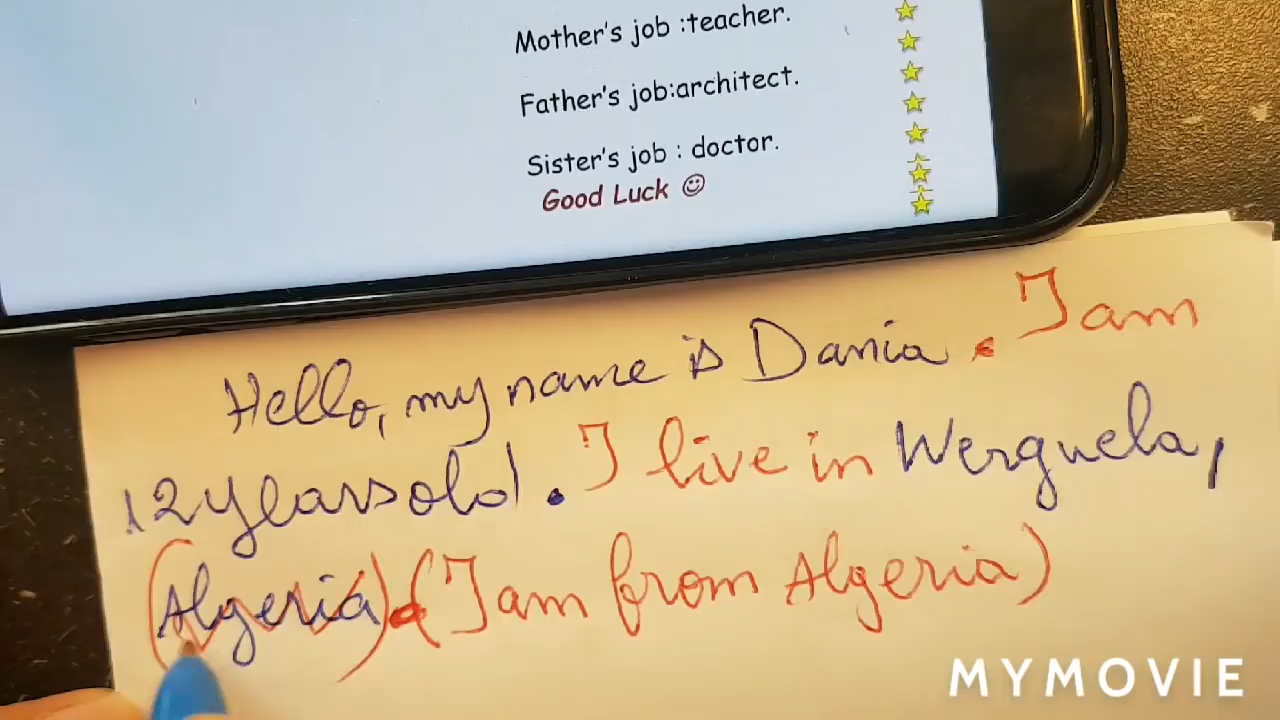 Mother's job :teacher.
Father's job:architect.
Sister's job : doctor.
Good Luck ☺
Hello, my name is Dania. I am
12 years old. I live in Werguela,
(Algeria). (I am from Algeria)
MYMOVIE